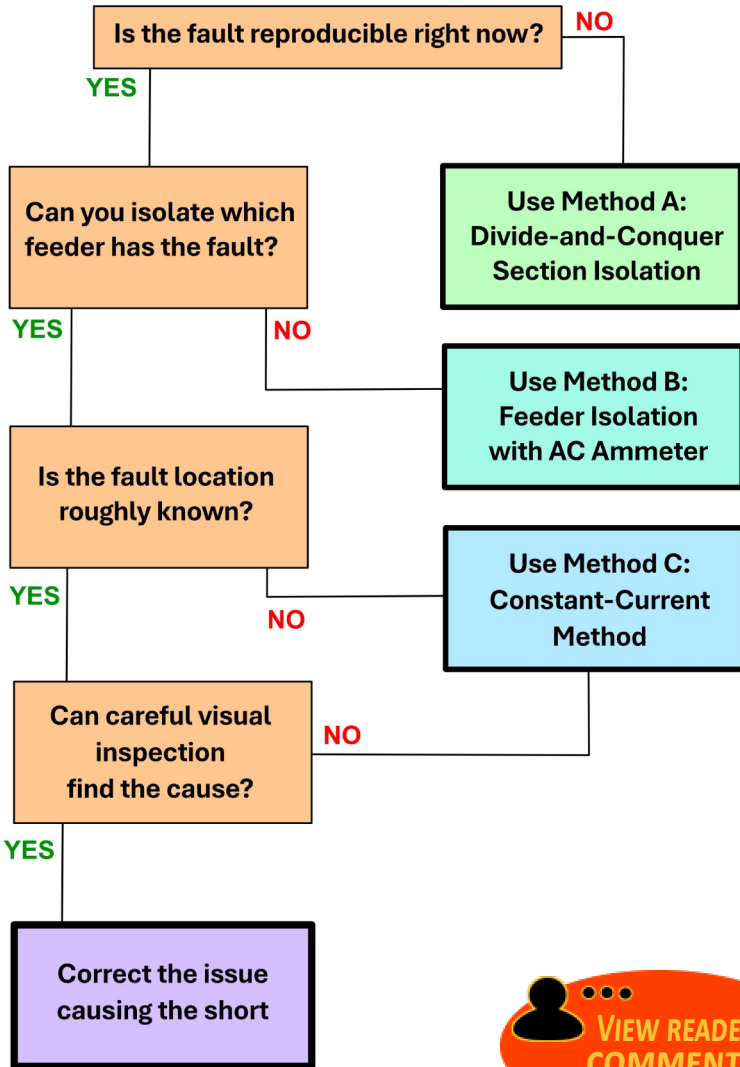 Is the fault reproducible right now?
NO
YES
Can you isolate which
feeder has the fault?
Use Method A:
Divide-and-Conquer
Section Isolation
YES
NO
Use Method B:
Feeder Isolation
with AC Ammeter
Is the fault location
roughly known?
Use Method C:
Constant-Current
Method
YES
NO
Can careful visual
inspection
find the cause?
NO
YES
Correct the issue
causing the short
VIEW READE
COMMENT